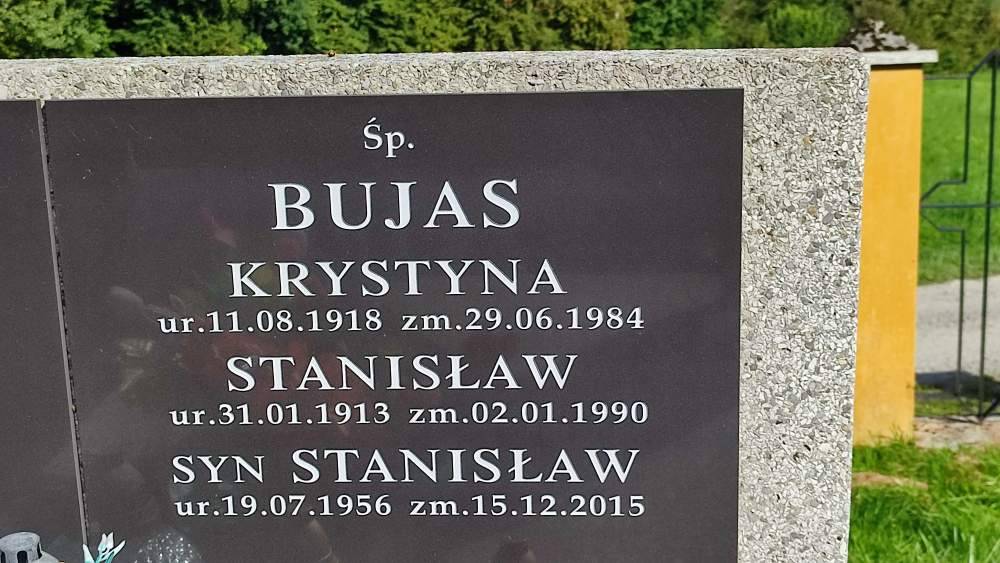 Śp.
BUJAS
KRYSTYNA
ur.11.08.1918 zm.29.06.1984
STANISŁAW
ur.31.01.1913 zm.02.01.1990
SYN STANISŁAW
ur.19.07.1956 zm.15.12.2015